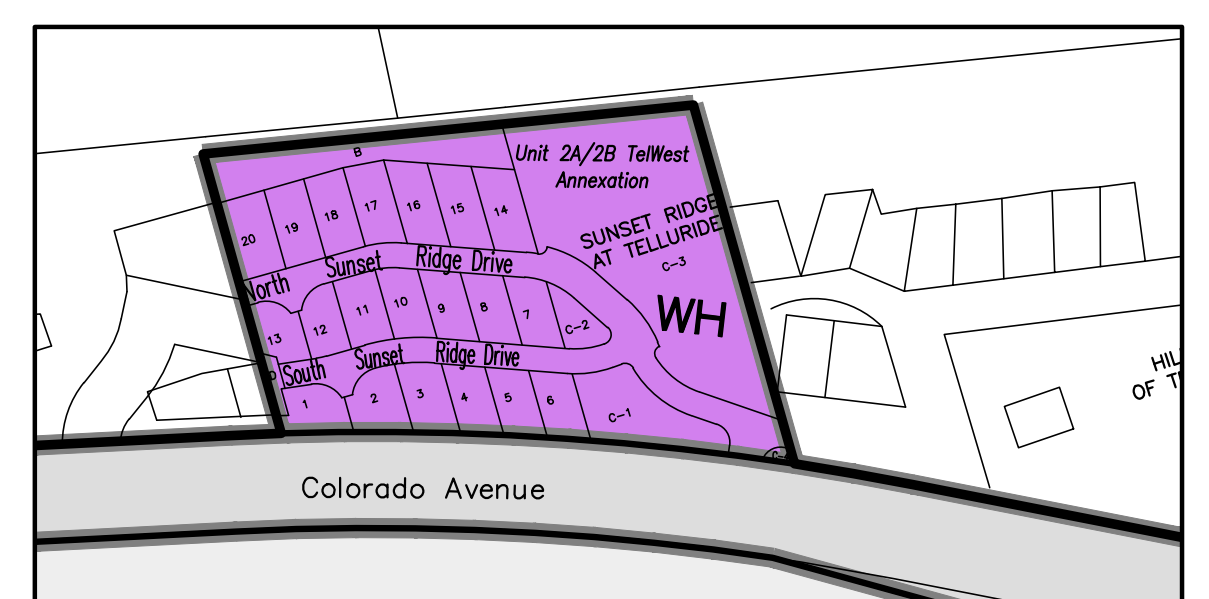 B
Unit 2A/2B TelWest
Annexation
SUNSET RIDGE
AT TELLURIDE
C-3
WH
20
19
18
17
16
15
14
North Sunset Ridge Drive
13
12
11
10
9
8
7
C-2
South Sunset Ridge Drive
1
2
3
4
5
6
C-1
HIL
OF T
Colorado Avenue